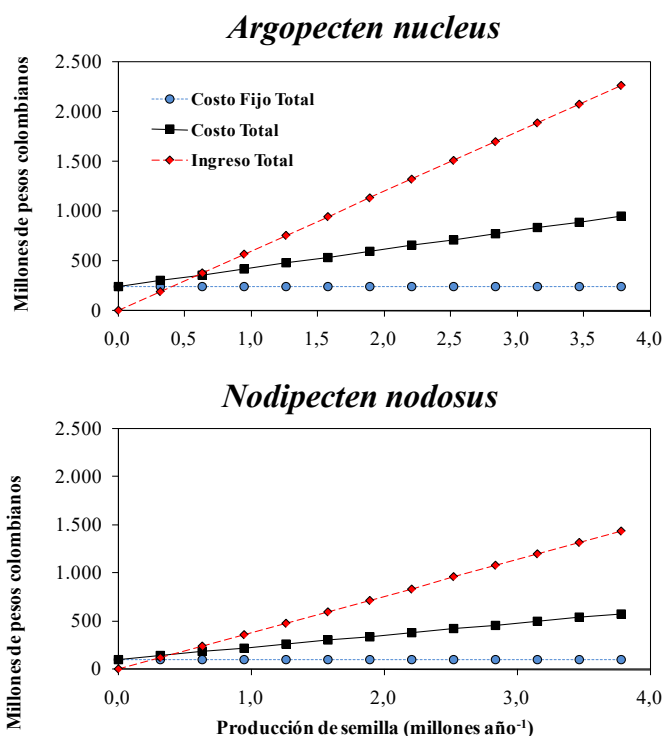 Argopecten nucleus
Millones de pesos colombianos
2.500
2.000
1.500
1.000
500
0
Costo Fijo Total
Costo Total
Ingreso Total
0,0 0,5 1,0 1,5 2,0 2,5 3,0 3,5 4,0
Nodipecten nodosus
Millones de pesos colombianos
2.500
2.000
1.500
1.000
500
0
0,0 1,0 2,0 3,0 4,0
Producción de semilla (millones año-1)